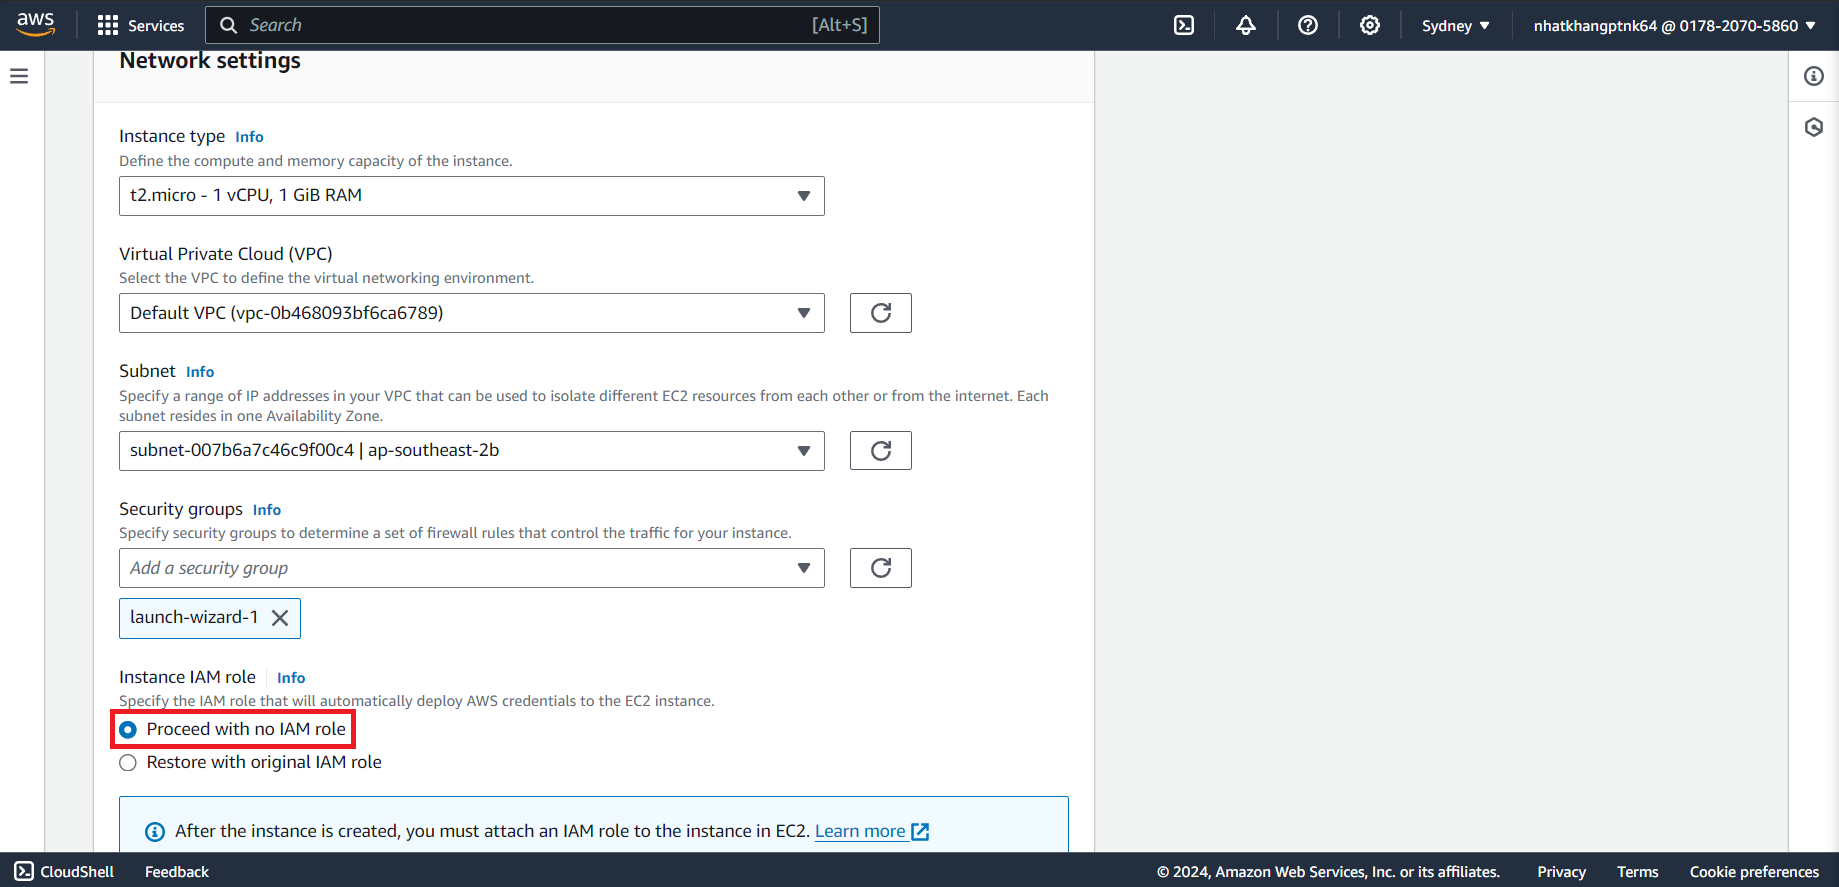 aws
Services
Search
[Alt+S]
Sydney
nhatkhangptnk64 @ 0178-2070-5860
Network settings
Instance type Info
Define the compute and memory capacity of the instance.
t2.micro - 1 vCPU, 1 GiB RAM
Virtual Private Cloud (VPC)
Select the VPC to define the virtual networking environment.
Default VPC (vpc-0b468093bf6ca6789)
Subnet Info
Specify a range of IP addresses in your VPC that can be used to isolate different EC2 resources from each other or from the internet. Each
subnet resides in one Availability Zone.
subnet-007b6a7c46c9f00c4 | ap-southeast-2b
Security groups Info
Specify security groups to determine a set of firewall rules that control the traffic for your instance.
Add a security group
launch-wizard-1
Instance IAM role Info
Specify the IAM role that will automatically deploy AWS credentials to the EC2 instance.
Proceed with no IAM role
Restore with original IAM role
After the instance is created, you must attach an IAM role to the instance in EC2. Learn more
CloudShell
Feedback
© 2024, Amazon Web Services, Inc. or its affiliates.
Privacy
Terms
Cookie preferences